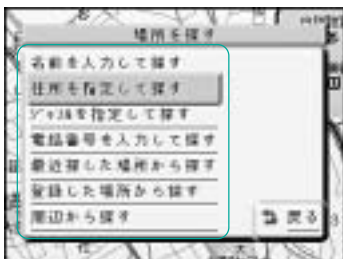 場所を探す
名前を入力して探す
住所を指定して探す
ジャンルを指定して探す
電話番号を入力して探す
最近探した場所から探す
登録した場所から探す
周辺から探す
戻る